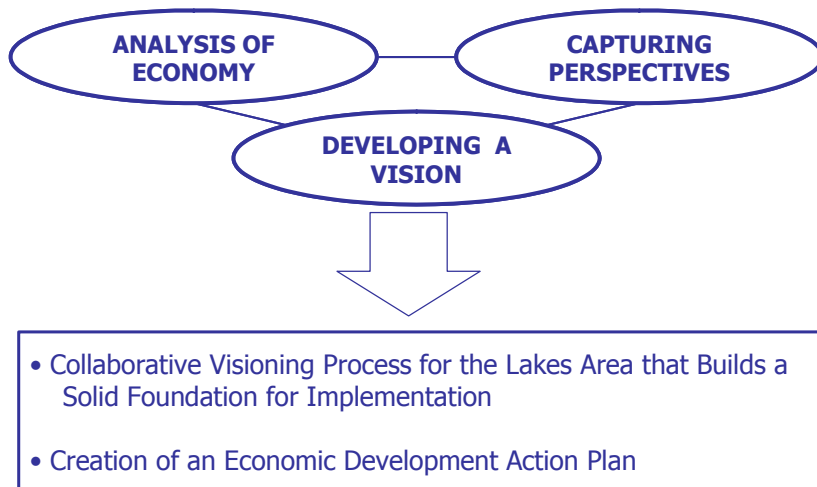 ANALYSIS OF
ECONOMY
CAPTURING
PERSPECTIVES
DEVELOPING A
VISION
• Collaborative Visioning Process for the Lakes Area that Builds a
Solid Foundation for Implementation
• Creation of an Economic Development Action Plan